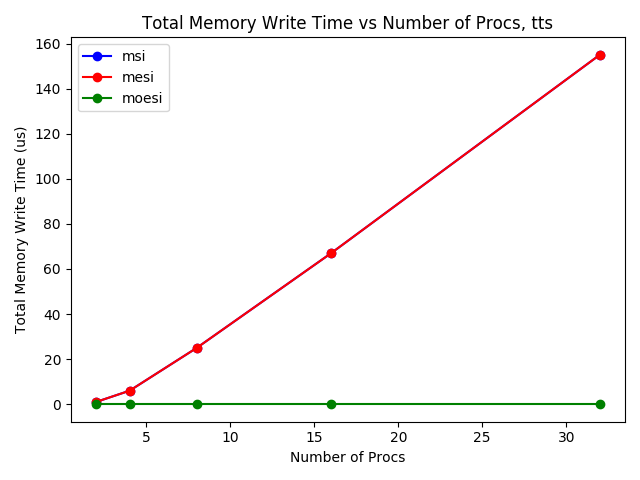 Total Memory Write Time vs Number of Procs, tts
msi
mesi
moesi
Total Memory Write Time (us)
160
140
120
100
80
60
40
20
0
5 10 15 20 25 30
Number of Procs